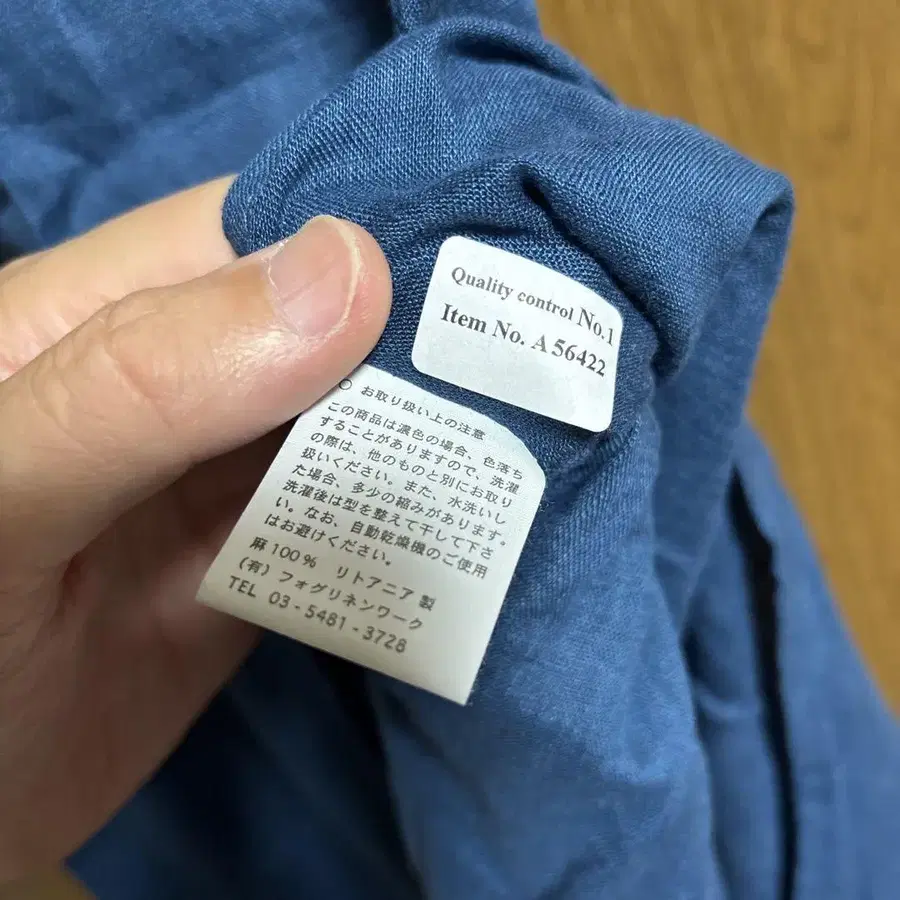 Quality control No.1
Item No. A 56422
○ お取り扱い上の注意
この商品は濃色の場合、色落ち
することがありますので、洗濯
の際は、他のものと別にお取り
扱いください。また、水洗いし
た場合、多少の縮みがあります。
洗濯後は型を整えて干して下さ
い。なお、自動乾燥機のご使用
はお避けください。
麻100% リトアニア製
(有)フォグリネンワーク
TEL 03-5481-3728